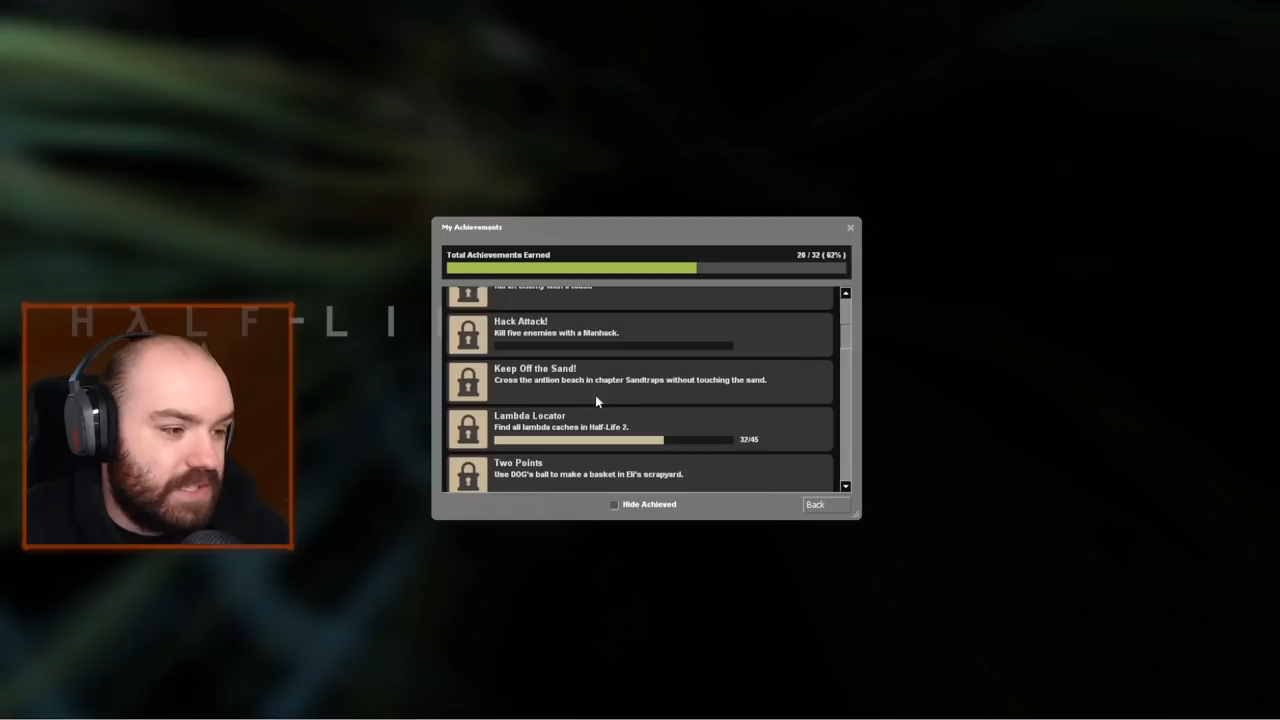 My Achievements
Total Achievements Earned
20 / 32 ( 62% )
Hack Attack!
Kill five enemies with a Manhack.
Keep Off the Sand!
Cross the antlion beach in chapter Sandtraps without touching the sand.
HALF-LI
Lambda Locator
Find all lambda caches in Half-Life 2.
32/45
Two Points
Use DOG's ball to make a basket in Eli's scrapyard.
Hide Achieved
Back